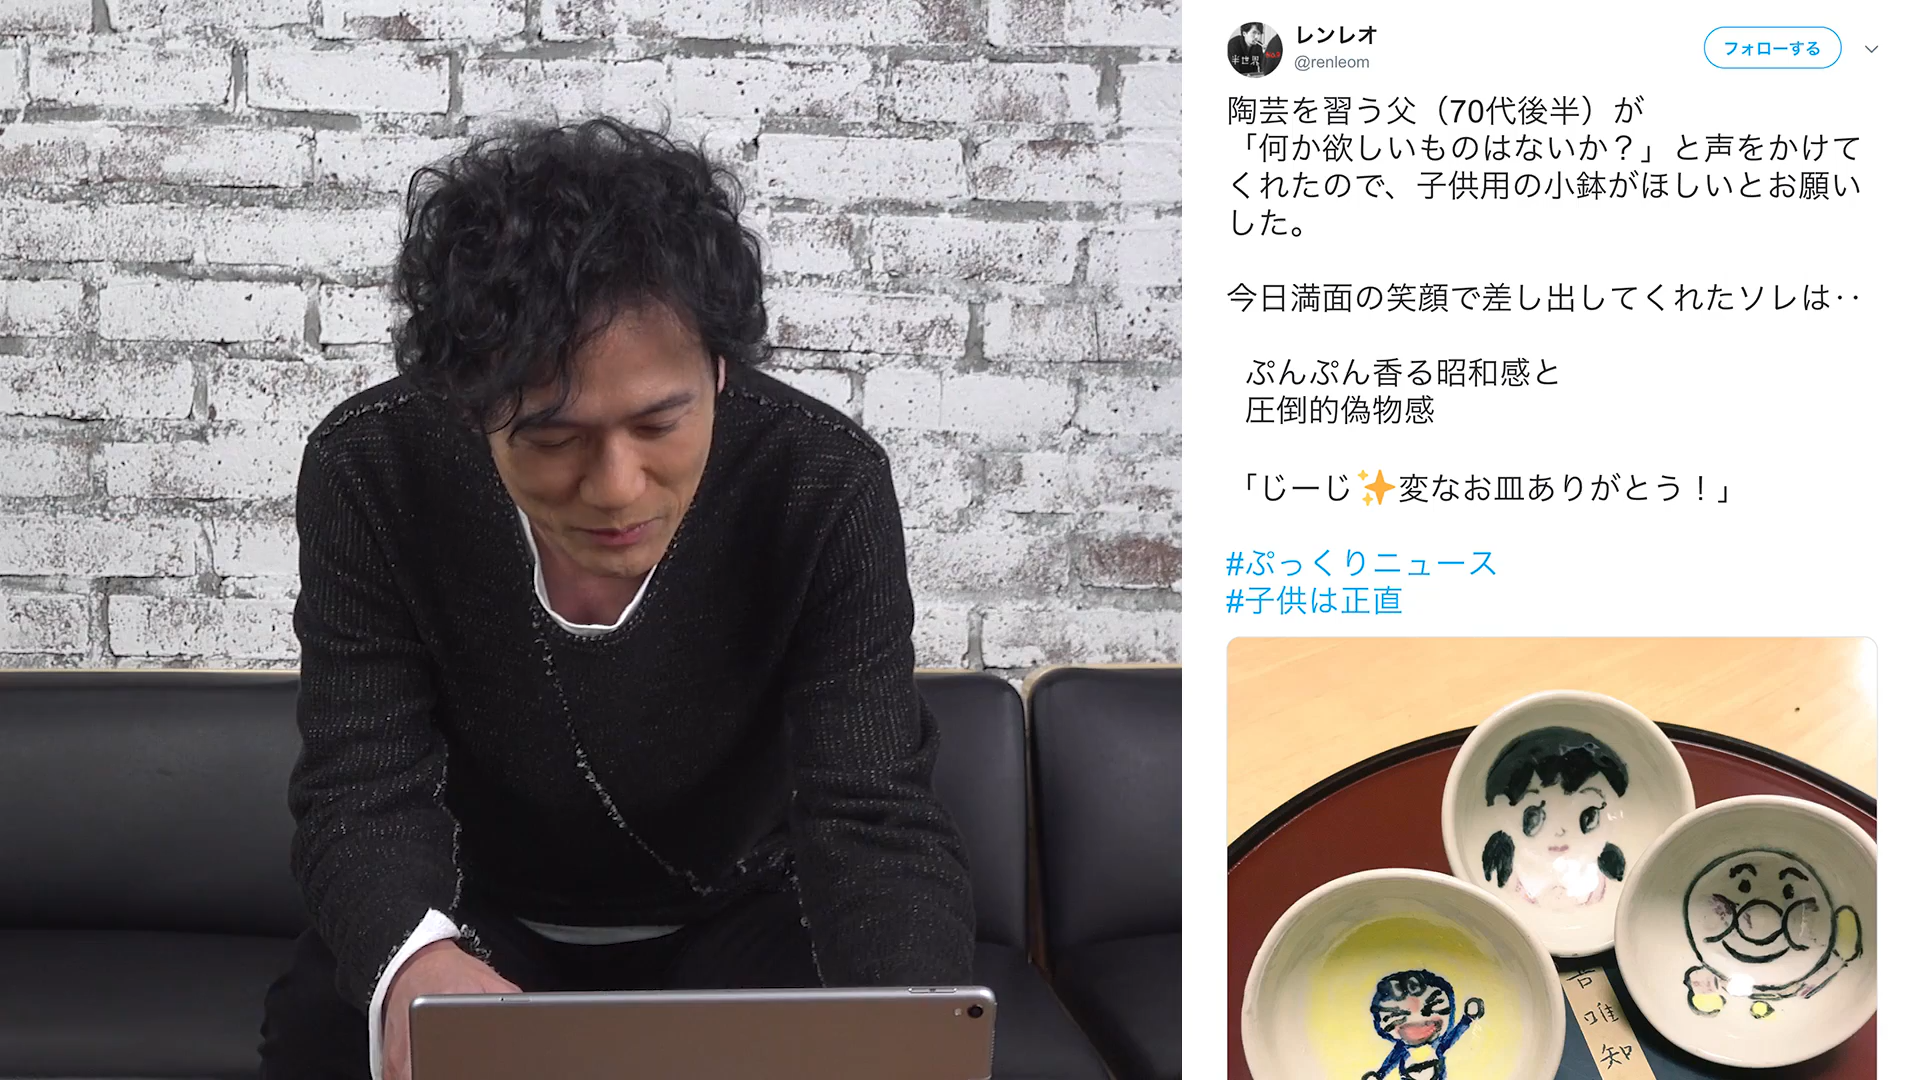 レンレオ
@renleom
フォローする
陶芸を習う父（70代後半）が
「何か欲しいものはないか？」と声をかけて
くれたので、子供用の小鉢がほしいとお願い
した。
今日満面の笑顔で差し出してくれたソレは‥
ぷんぷん香る昭和感と
圧倒的偽物感
「じーじ✨変なお皿ありがとう！」
#ぷっくりニュース
#子供は正直
半世界
吾唯知